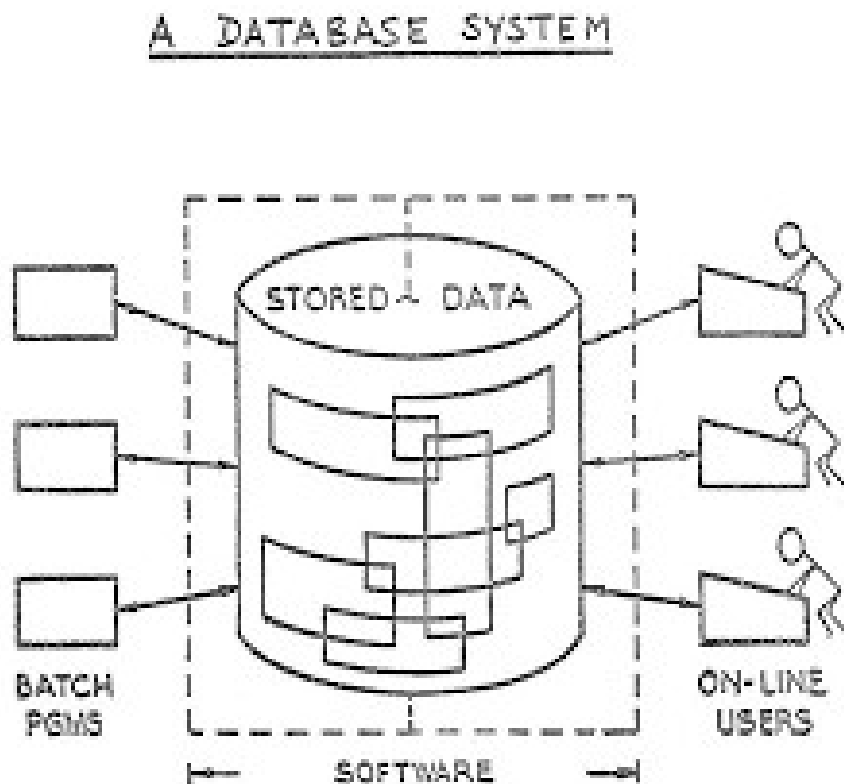 A DATABASE SYSTEM
STORED DATA
BATCH
PGMS
ON-LINE
USERS
SOFTWARE